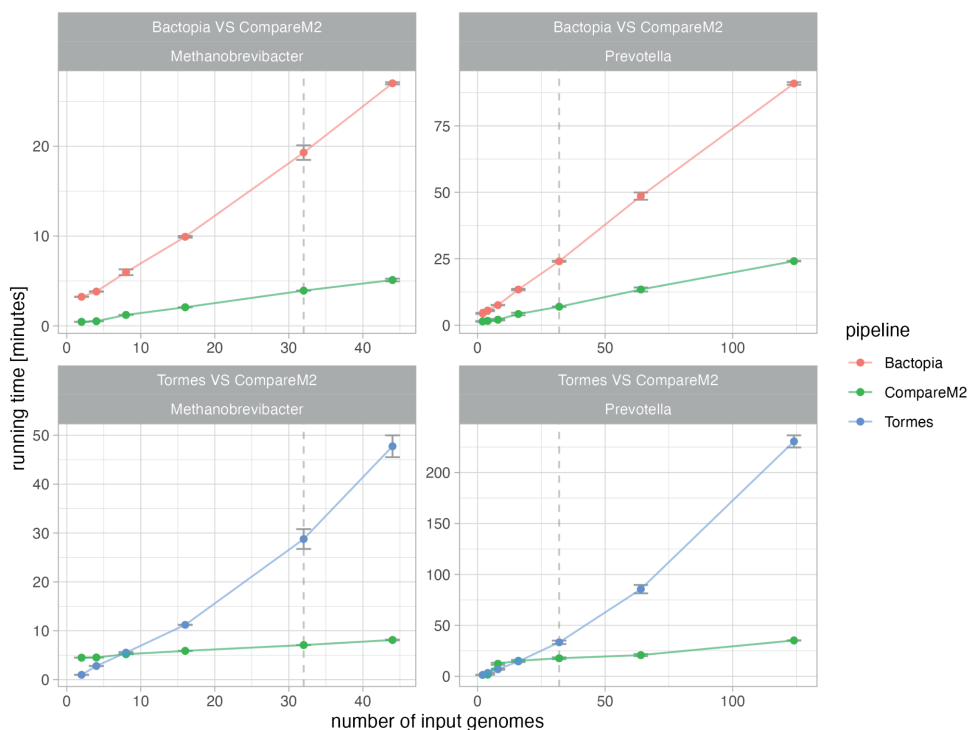 Bactopia VS CompareM2
Methanobrevibacter
20
10
0
0
10
20
30
40
Bactopia VS CompareM2
Prevotella
75
50
25
0
0
50
100
Tormes VS CompareM2
Methanobrevibacter
50
40
30
20
10
0
0
10
20
30
40
Tormes VS CompareM2
Prevotella
200
150
100
50
0
0
50
100
running time [minutes]
number of input genomes
pipeline
Bactopia
CompareM2
Tormes